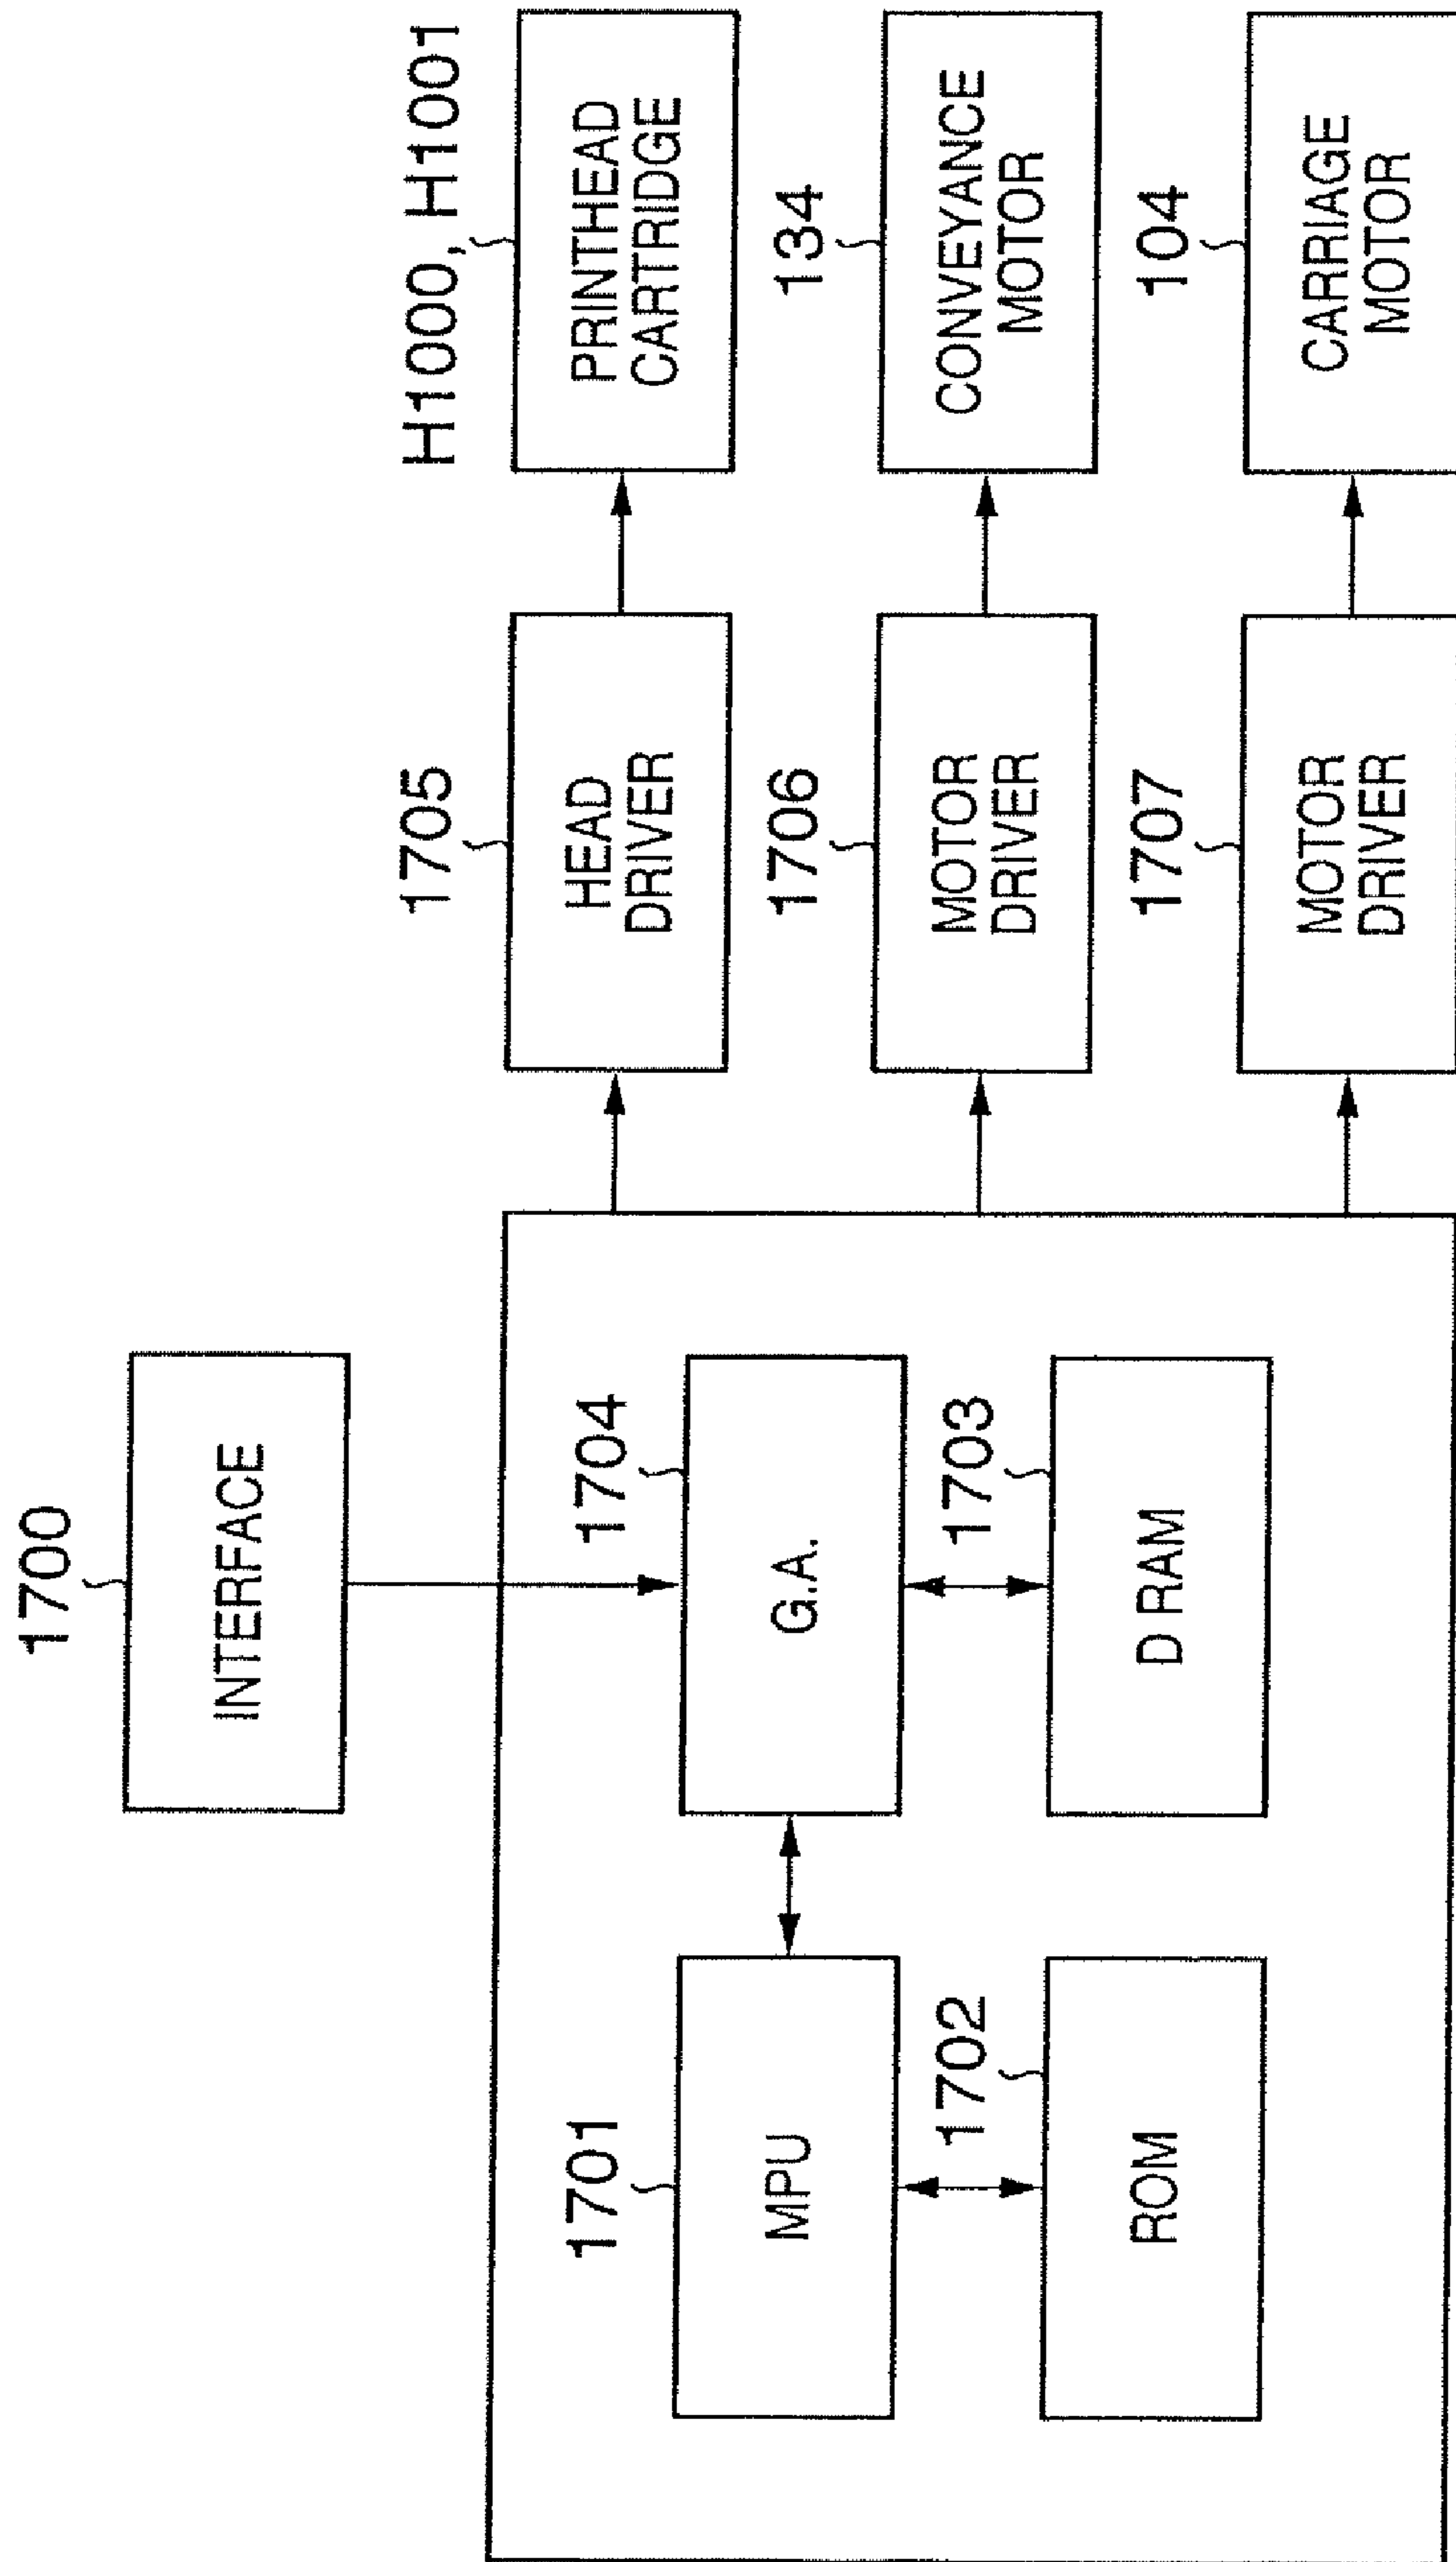 1700
INTERFACE
1701
MPU
1702
ROM
1704
G.A.
1703
D RAM
1705
HEAD
DRIVER
1706
MOTOR
DRIVER
1707
MOTOR
DRIVER
H1000, H1001
PRINTHEAD
CARTRIDGE
134
CONVEYANCE
MOTOR
104
CARRIAGE
MOTOR